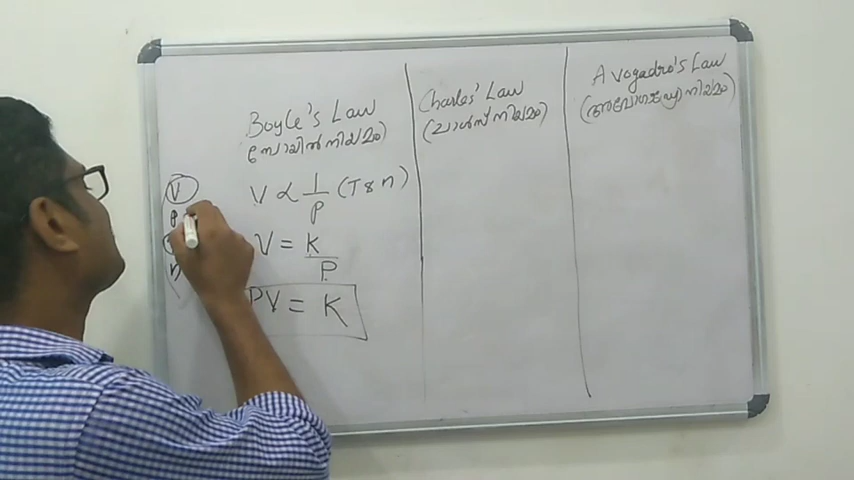 Boyle's Law
(ബോയിൽ നിയമം)
V ∝ 1/P (T & n)
V = K/P
PV = K
V
P
n
Charles' Law
(ചാൾസ് നിയമം)
Avogadro's Law
(അവോഗാഡ്രോ നിയമം)